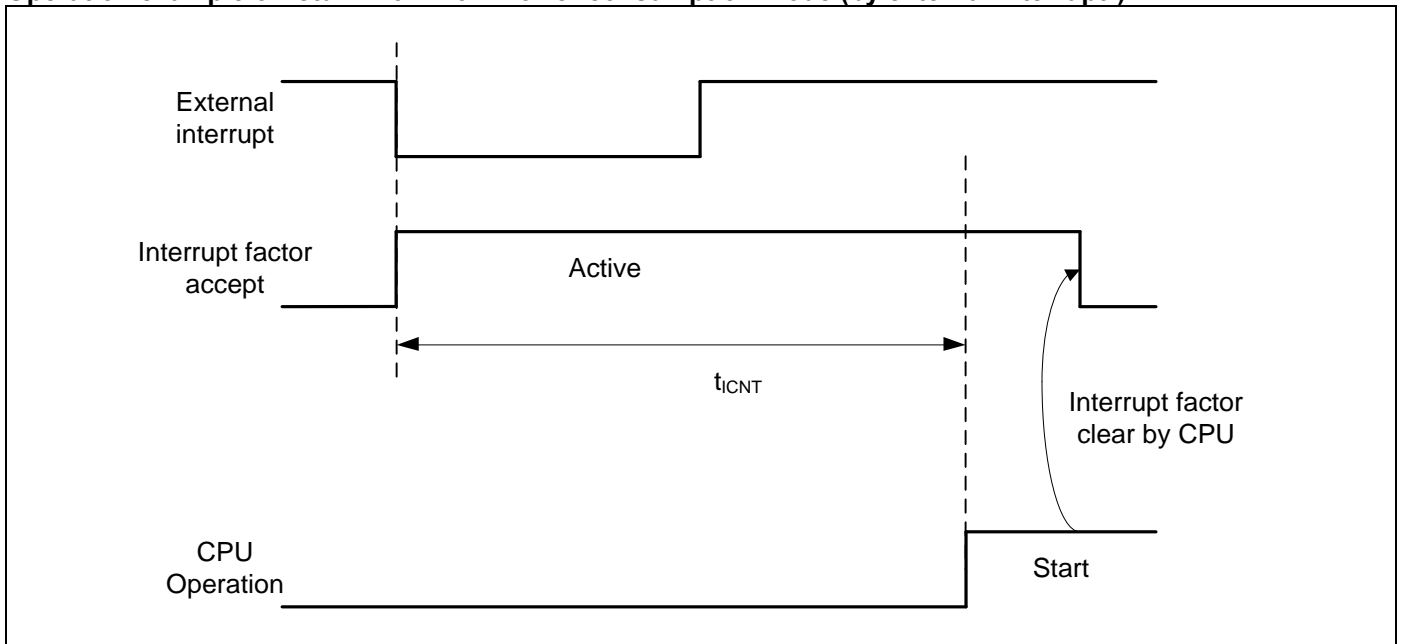 External
interrupt
Interrupt factor
accept
Active
tICNT
Interrupt factor
clear by CPU
CPU
Operation
Start